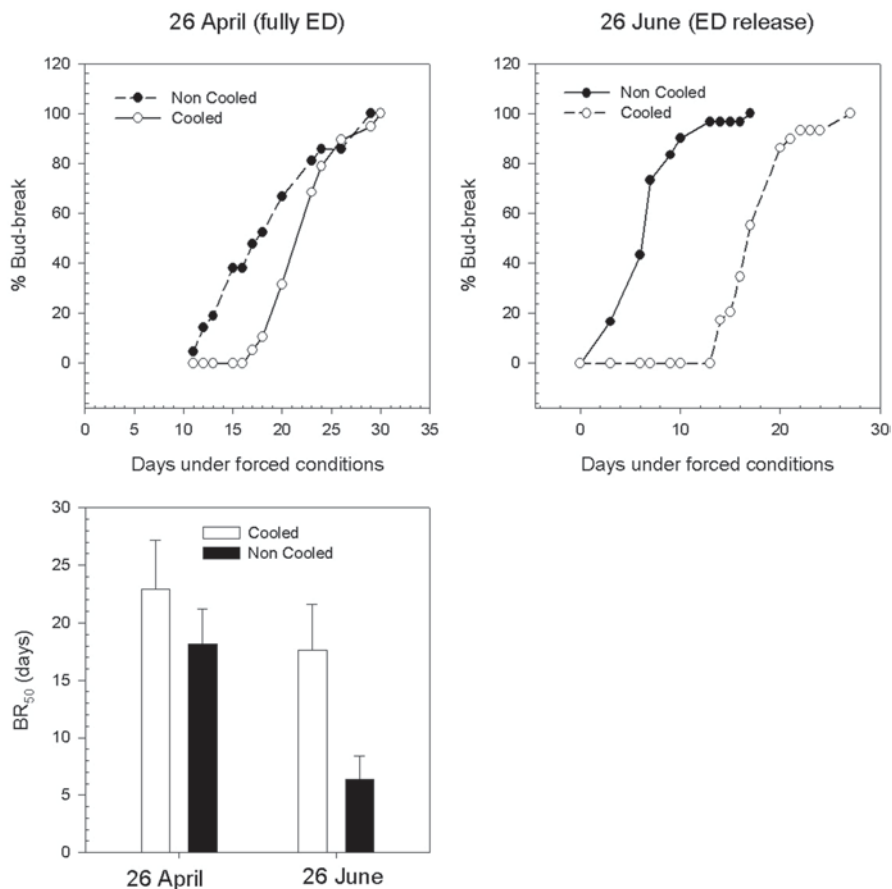 26 April (fully ED)
120
100
80
60
40
20
0
% Bud-break
Non Cooled
Cooled
0 5 10 15 20 25 30 35
Days under forced conditions
26 June (ED release)
120
100
80
60
40
20
0
% Bud-break
Non Cooled
Cooled
0 10 20 30
Days under forced conditions
30
25
20
15
10
5
0
BR50 (days)
Cooled
Non Cooled
26 April 26 June